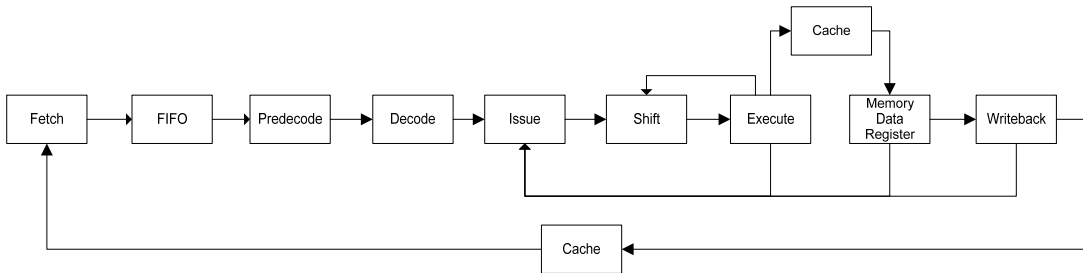 Cache
Fetch
FIFO
Predecode
Decode
Issue
Shift
Execute
Memory
Data
Register
Writeback
Cache